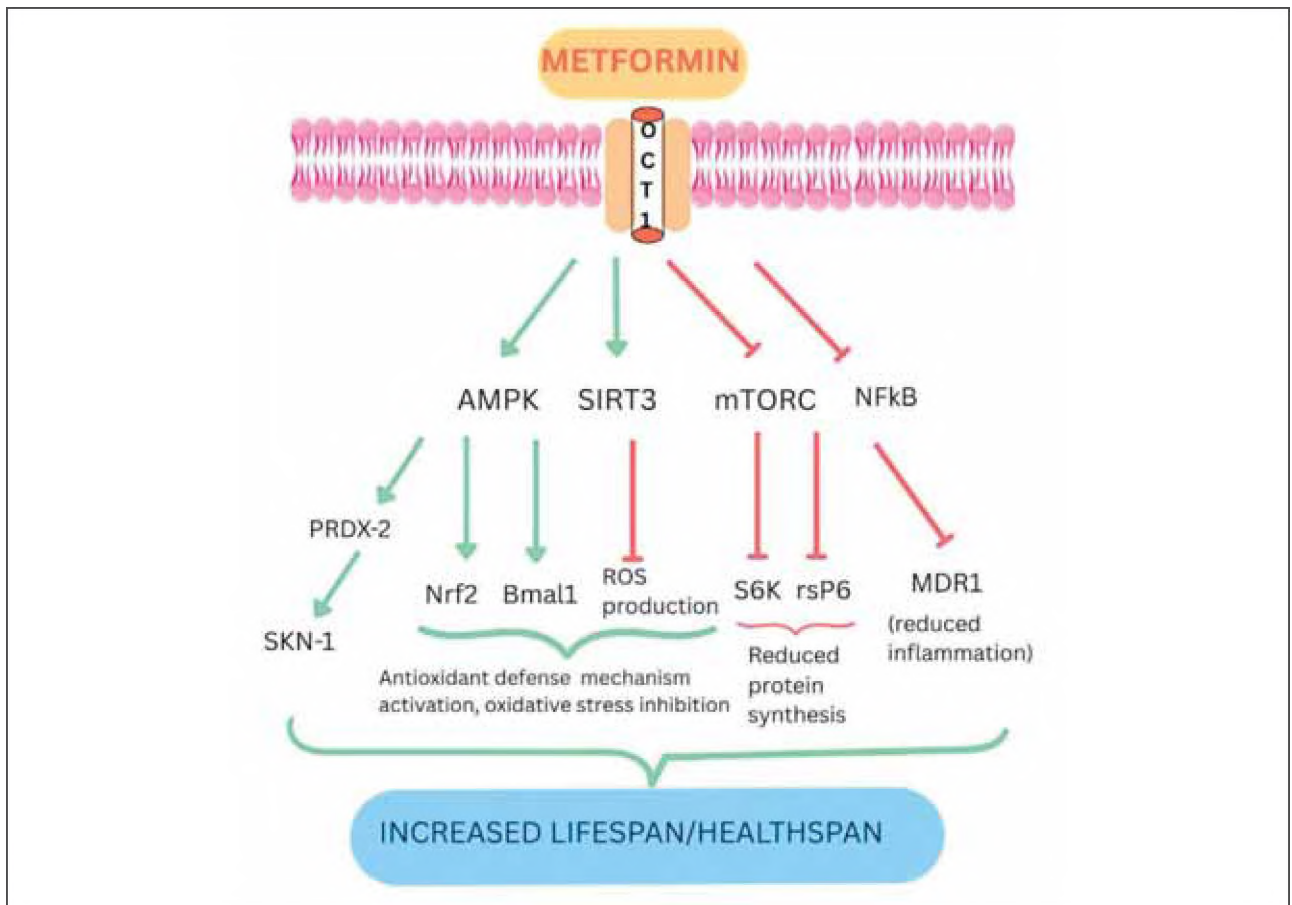 METFORMIN
O
C
T
1
AMPK
SIRT3
mTORC
NFkB
PRDX-2
SKN-1
Nrf2
Bmal1
ROS
production
S6K
rsP6
MDR1
(reduced
inflammation)
Antioxidant defense mechanism
activation, oxidative stress inhibition
Reduced
protein
synthesis
INCREASED LIFESPAN/HEALTHSPAN